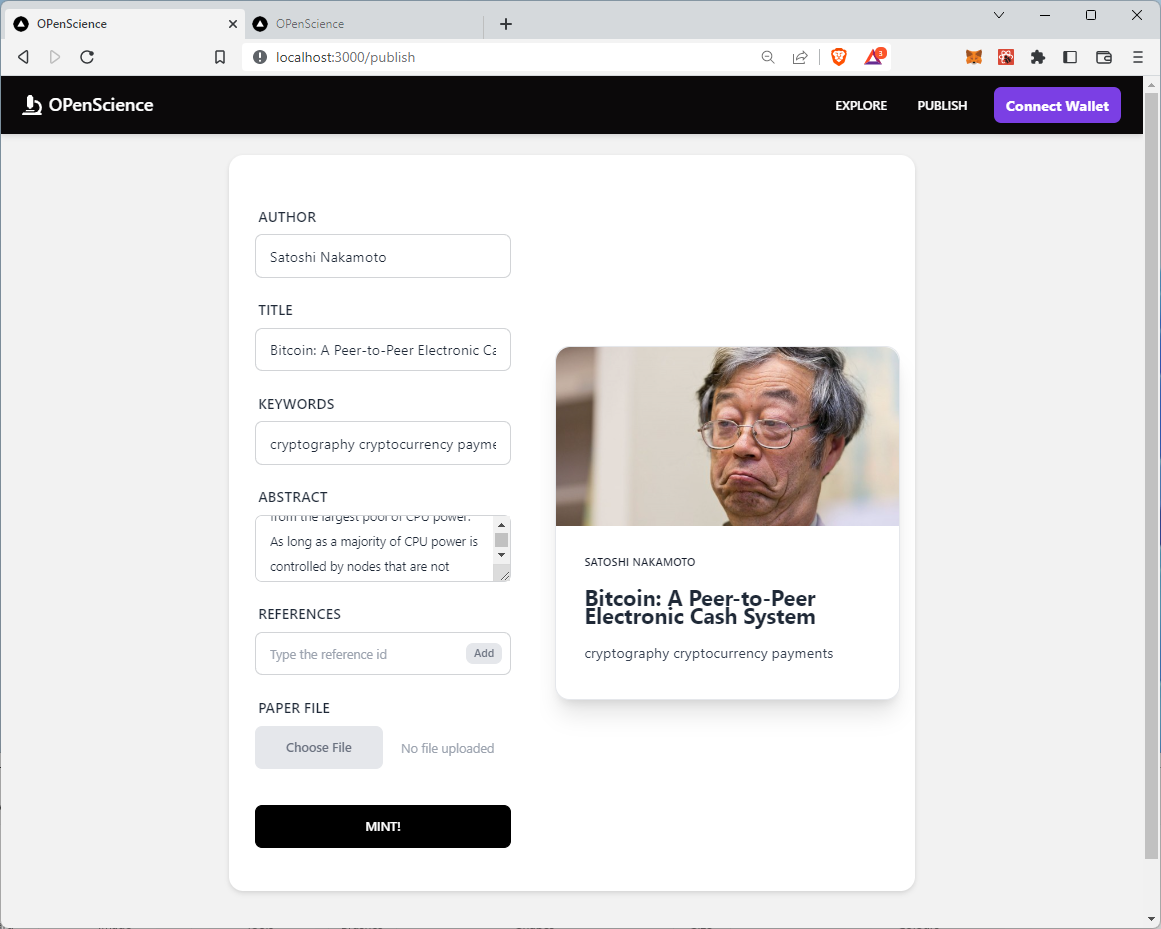 OPenScience
OPenScience
localhost:3000/publish
3
OPenScience
EXPLORE
PUBLISH
Connect Wallet
AUTHOR
Satoshi Nakamoto
TITLE
Bitcoin: A Peer-to-Peer Electronic Ca
KEYWORDS
cryptography cryptocurrency payme
ABSTRACT
from the largest pool of CPU power.
As long as a majority of CPU power is
controlled by nodes that are not
REFERENCES
Type the reference id
Add
PAPER FILE
Choose File
No file uploaded
MINT!
SATOSHI NAKAMOTO
Bitcoin: A Peer-to-Peer
Electronic Cash System
cryptography cryptocurrency payments